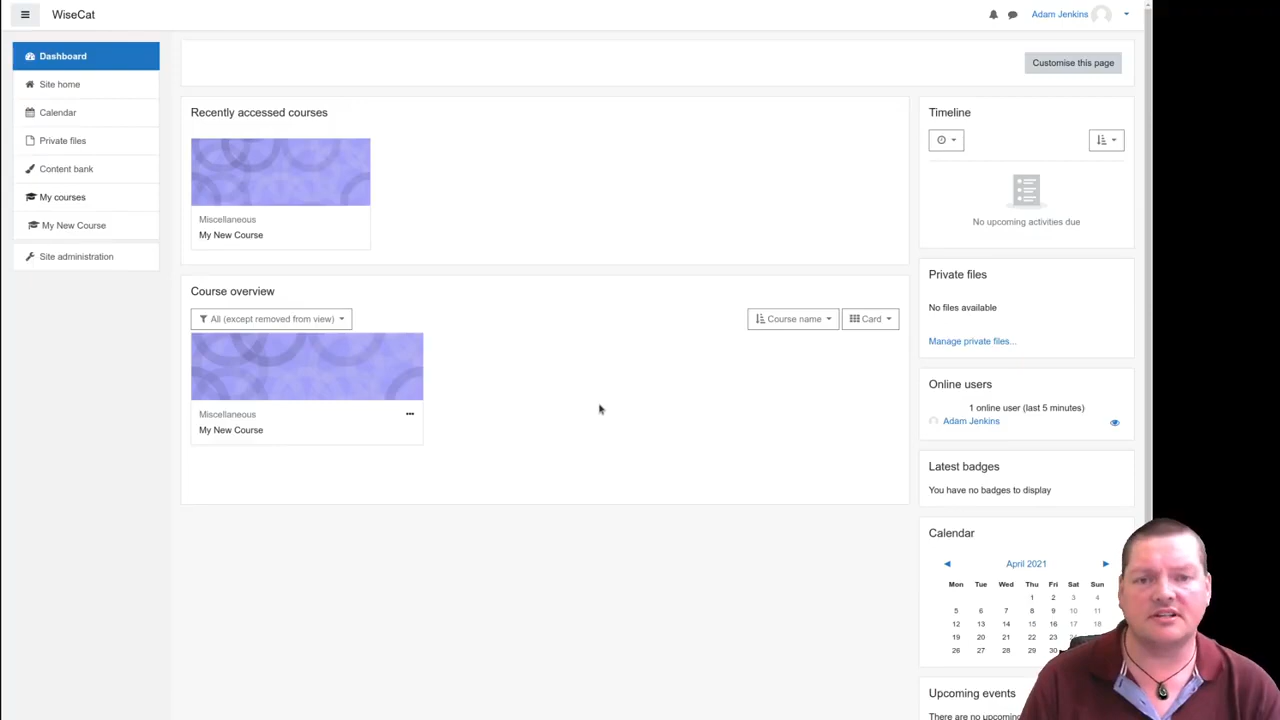 WiseCat
Adam Jenkins
Dashboard
Site home
Calendar
Private files
Content bank
My courses
My New Course
Site administration
Customise this page
Recently accessed courses
Miscellaneous
My New Course
Course overview
All (except removed from view)
Course name
Card
Miscellaneous
My New Course
Timeline
No upcoming activities due
Private files
No files available
Manage private files...
Online users
1 online user (last 5 minutes)
Adam Jenkins
Latest badges
You have no badges to display
Calendar
April 2021
Mon Tue Wed Thu Fri Sat Sun
1 2 3 4
5 6 7 8 9 10 11
12 13 14 15 16 17 18
19 20 21 22 23
26 27 28 29 30
Upcoming events
There are no upcoming